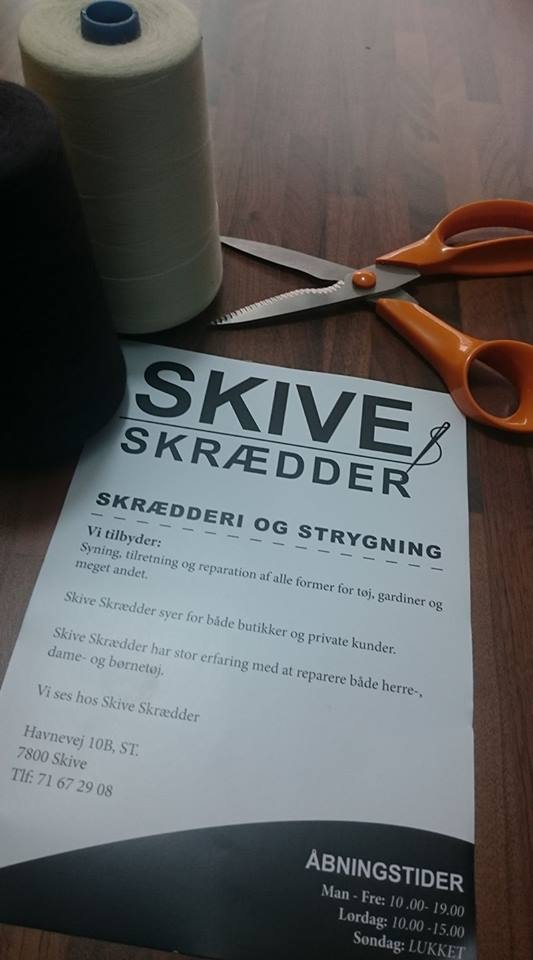 SKIVE
SKRÆDDER
SKRÆDDERI OG STRYGNING
Vi tilbyder:
Syning, tilretning og reparation af alle former for tøj, gardiner og
meget andet.
Skive Skrædder syer for både butikker og private kunder.
Skive Skrædder har stor erfaring med at reparere både herre-,
dame- og børnetøj.
Vi ses hos Skive Skrædder
Havnevej 10B, ST.
7800 Skive
Tlf: 71 67 29 08
ÅBNINGSTIDER
Man - Fre: 10 .00- 19.00
Lørdag: 10.00 -15.00
Søndag: LUKKET